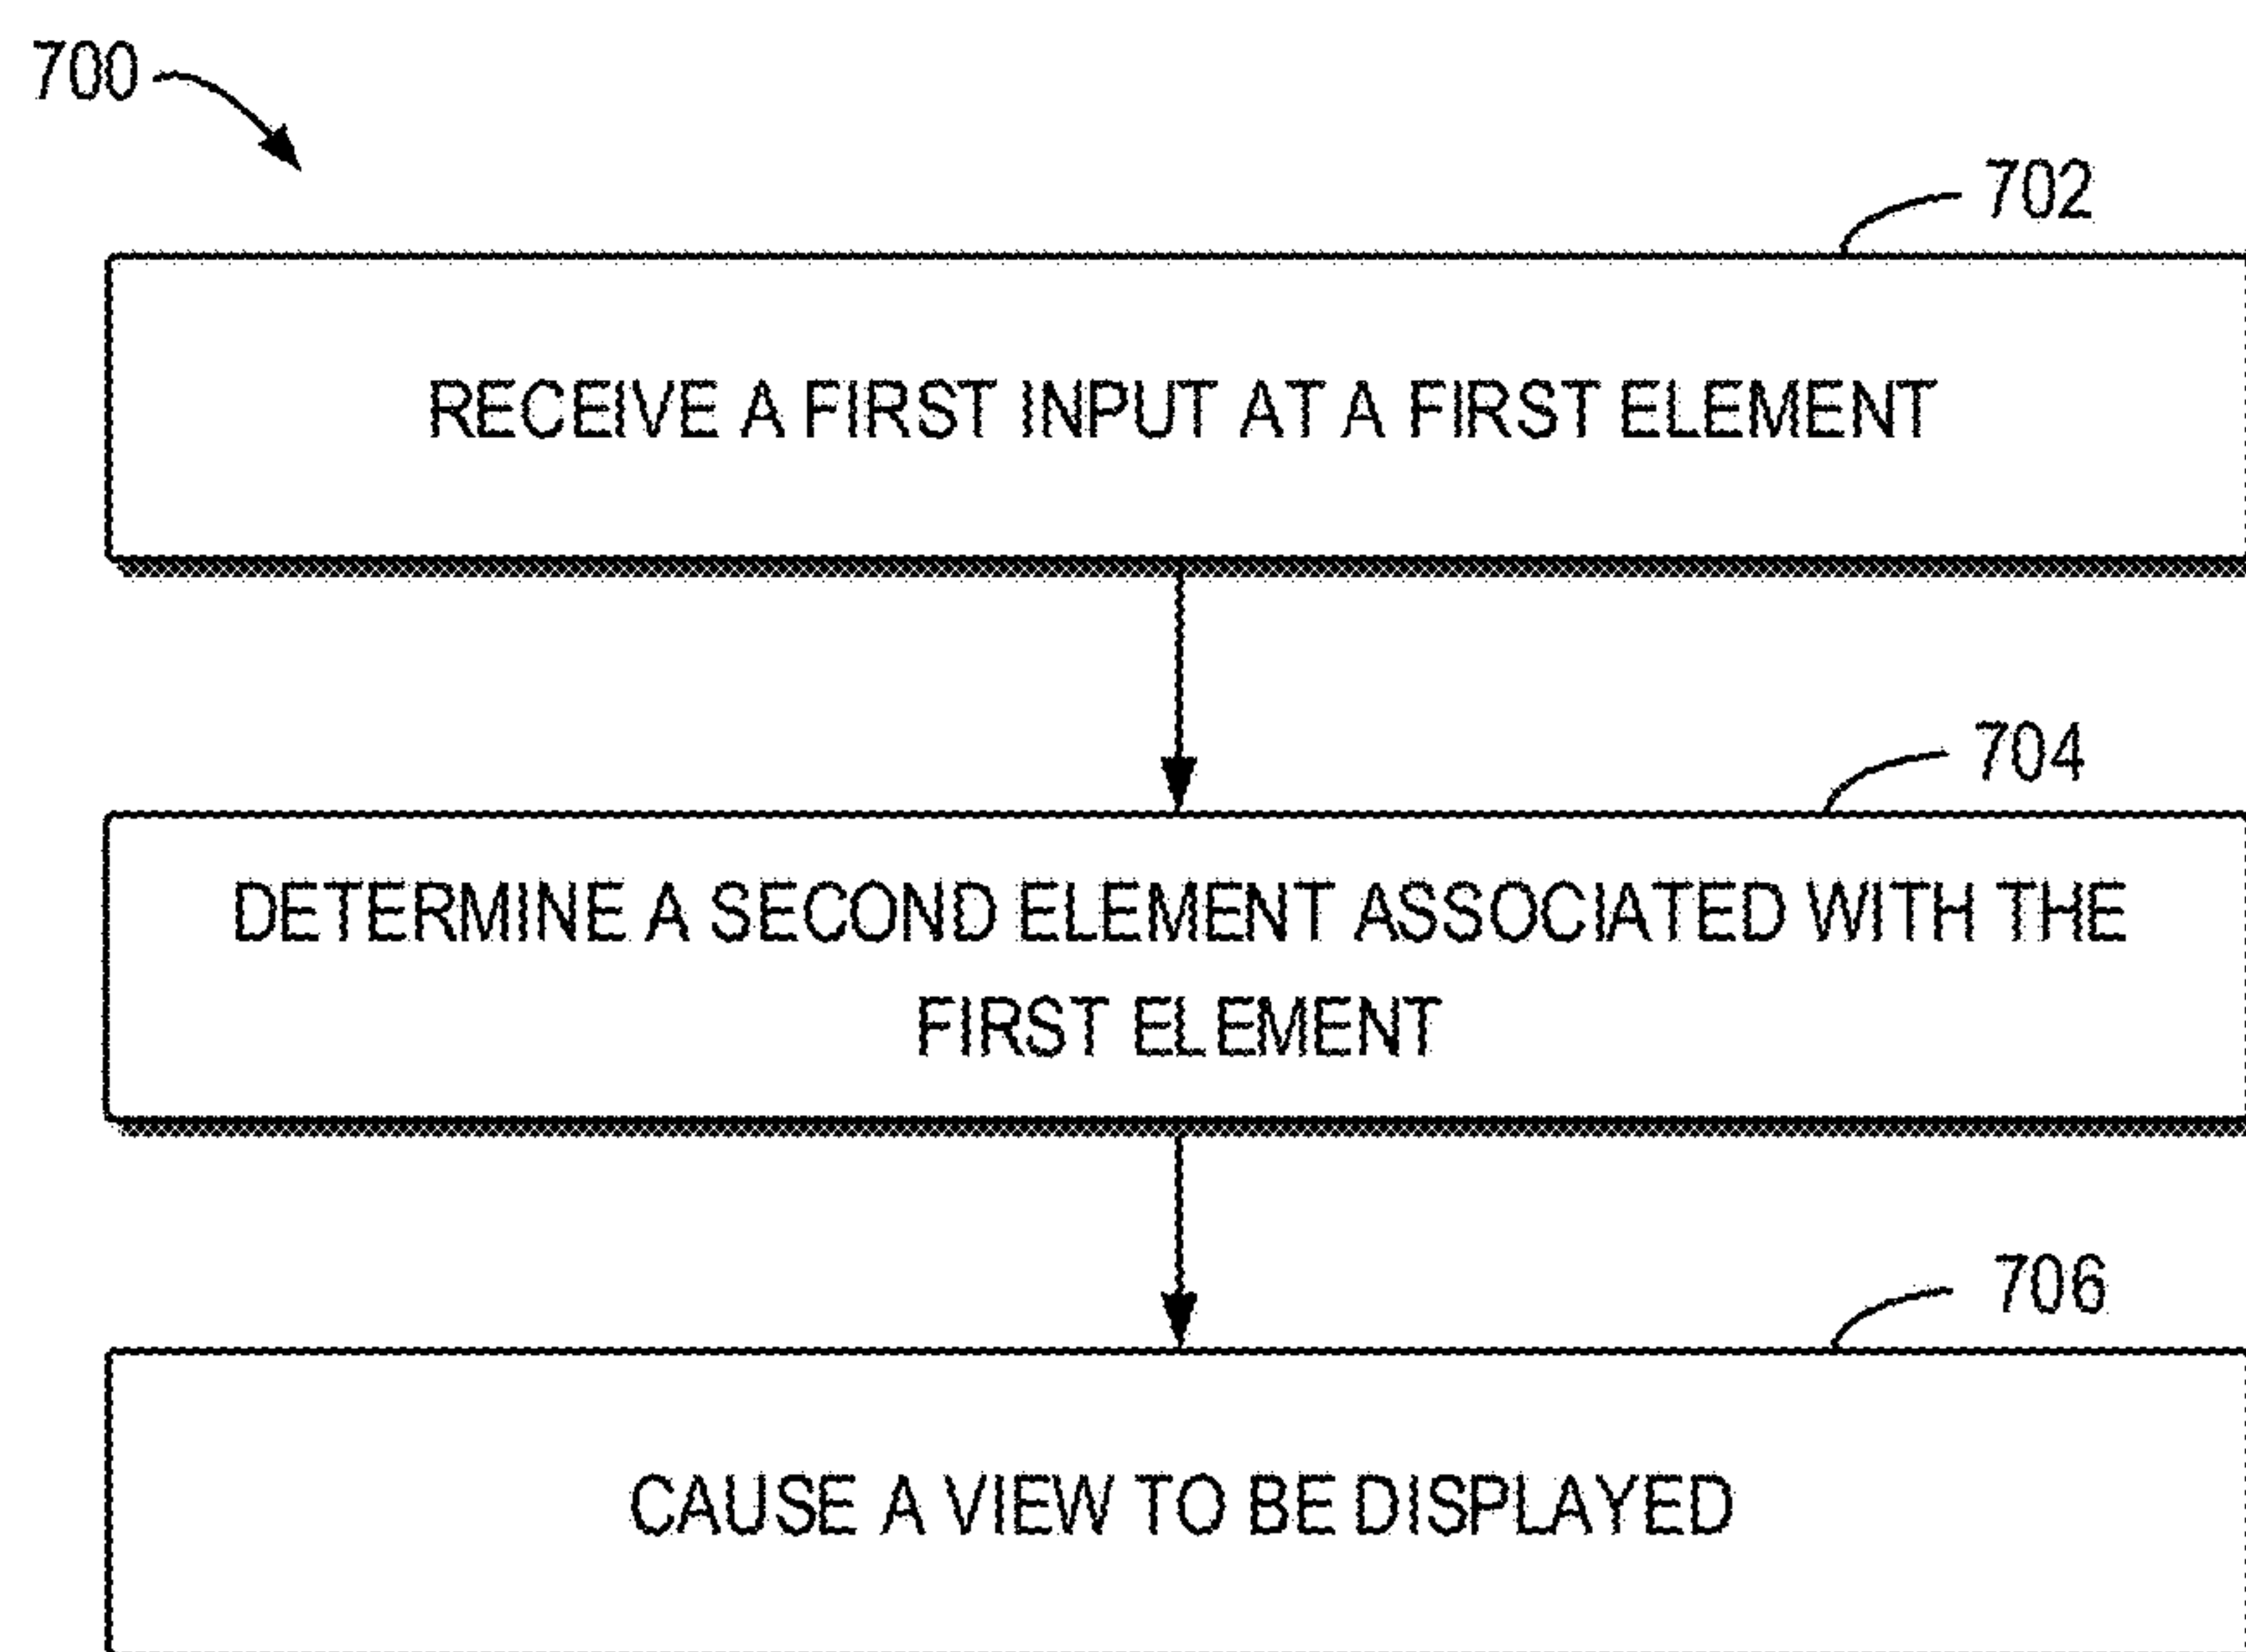 700
702
RECEIVE A FIRST INPUT AT A FIRST ELEMENT
704
DETERMINE A SECOND ELEMENT ASSOCIATED WITH THE
FIRST ELEMENT
706
CAUSE A VIEW TO BE DISPLAYED